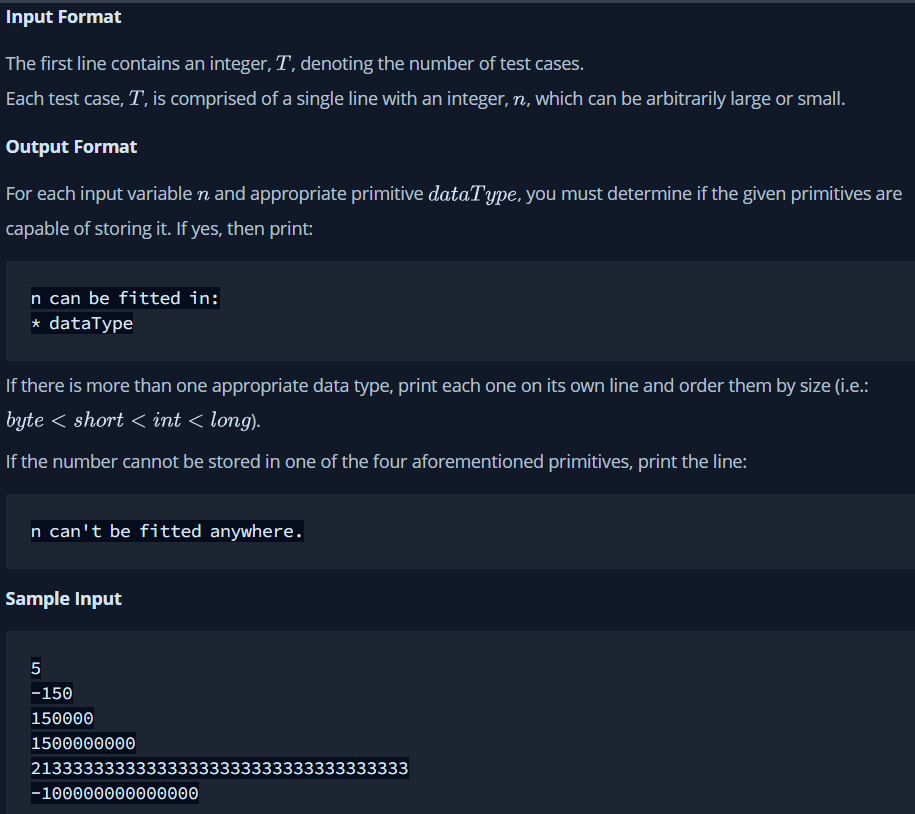 Input Format
The first line contains an integer, T, denoting the number of test cases.
Each test case, T, is comprised of a single line with an integer, n, which can be arbitrarily large or small.
Output Format
For each input variable n and appropriate primitive dataType, you must determine if the given primitives are
capable of storing it. If yes, then print:
n can be fitted in:
* dataType
If there is more than one appropriate data type, print each one on its own line and order them by size (i.e.:
byte < short < int < long).
If the number cannot be stored in one of the four aforementioned primitives, print the line:
n can't be fitted anywhere.
Sample Input
5
-150
150000
1500000000
213333333333333333333333333333333333
-100000000000000